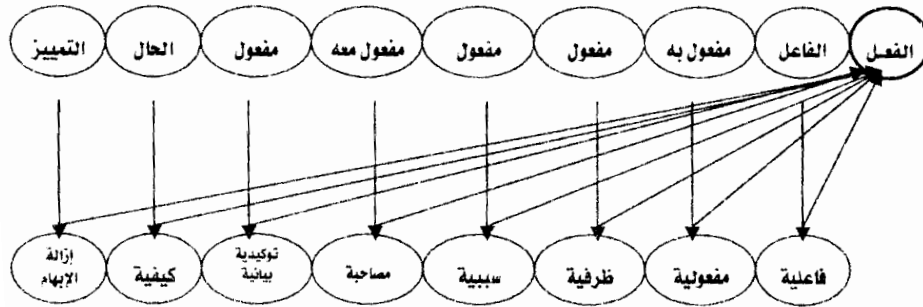 الفعل
الفاعل
مفعول به
مفعول
مفعول
مفعول معه
مفعول
الحال
التمييز
فاعلية
مفعولية
ظرفية
سببية
مصاحبة
توكيدية
بيانية
كيفية
إزالة
الإبهام